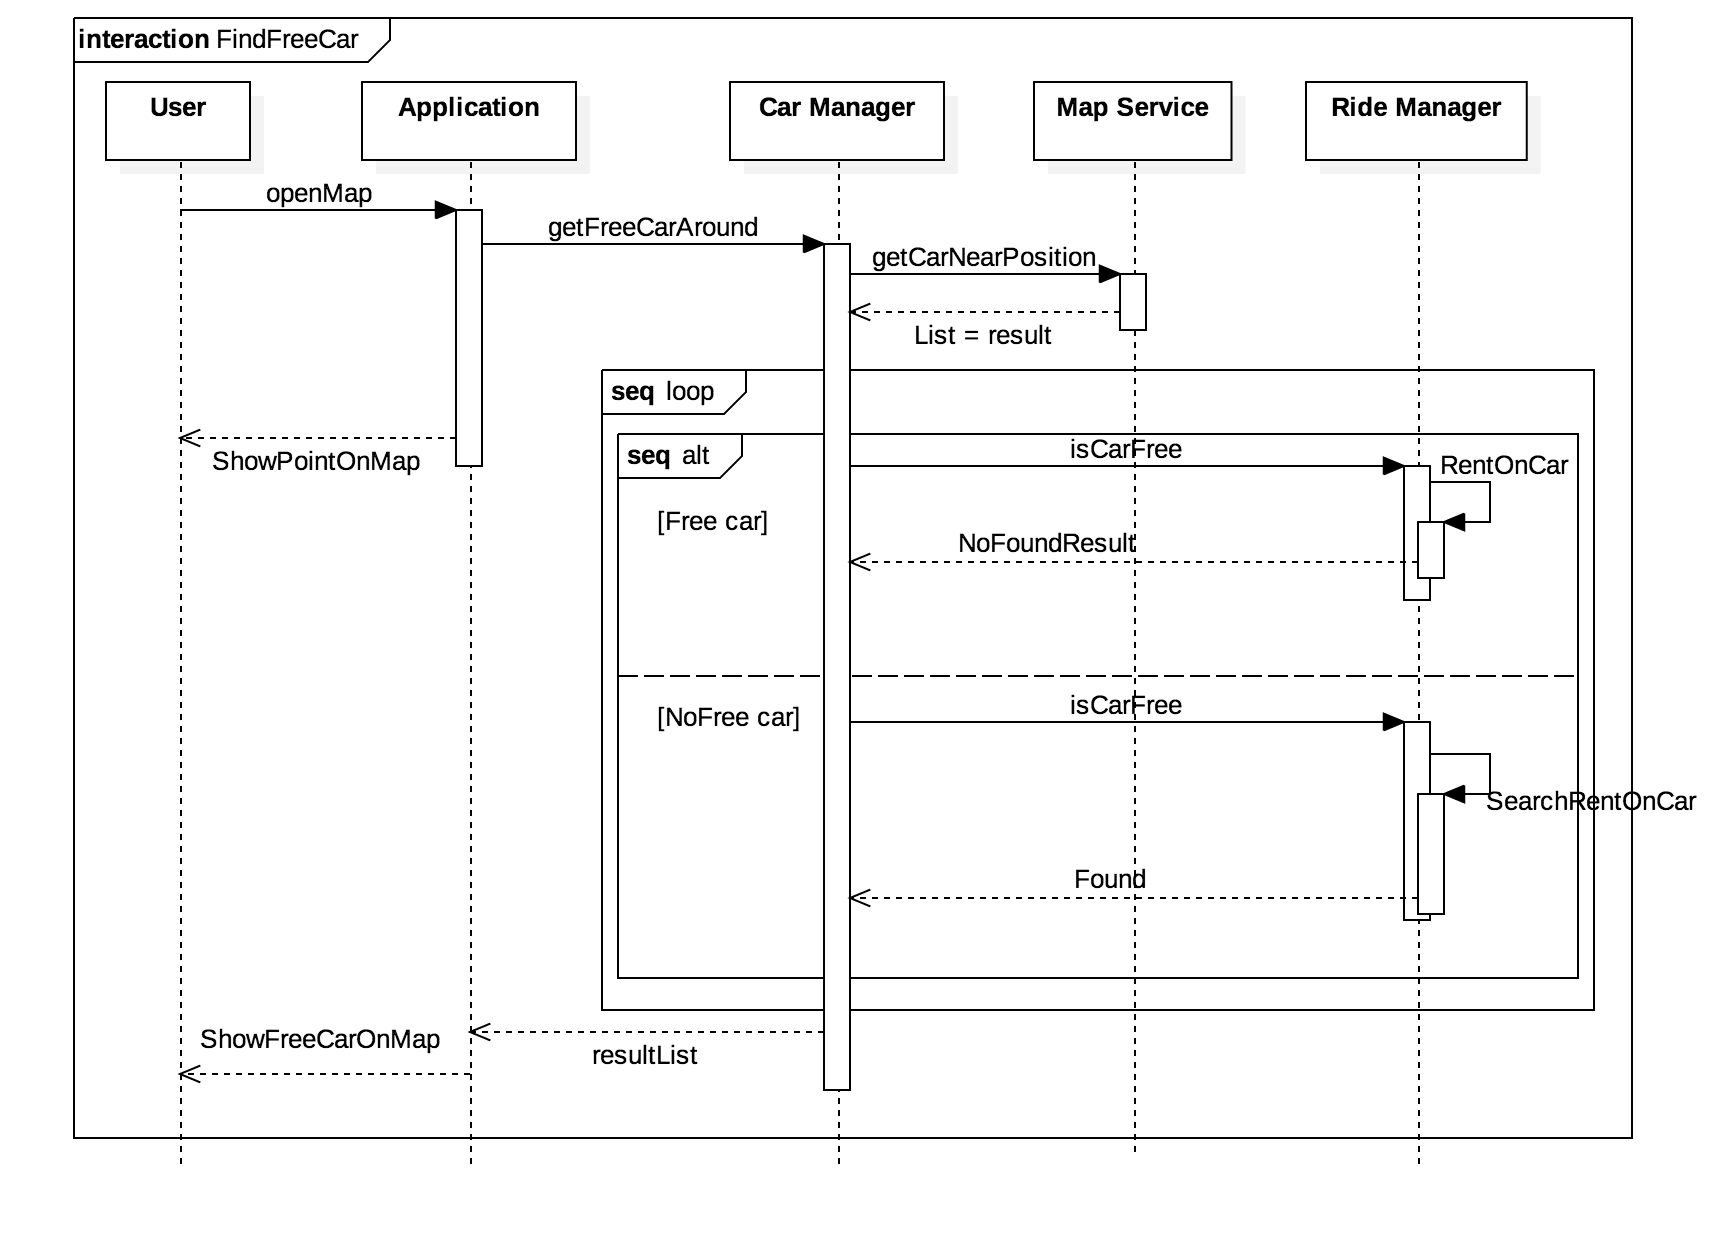 interaction FindFreeCar
User
Application
Car Manager
Map Service
Ride Manager
openMap
getFreeCarAround
getCarNearPosition
List = result
seq loop
ShowPointOnMap
seq alt
isCarFree
RentOnCar
[Free car]
NoFoundResult
[NoFree car]
isCarFree
SearchRentOnCar
Found
ShowFreeCarOnMap
resultList